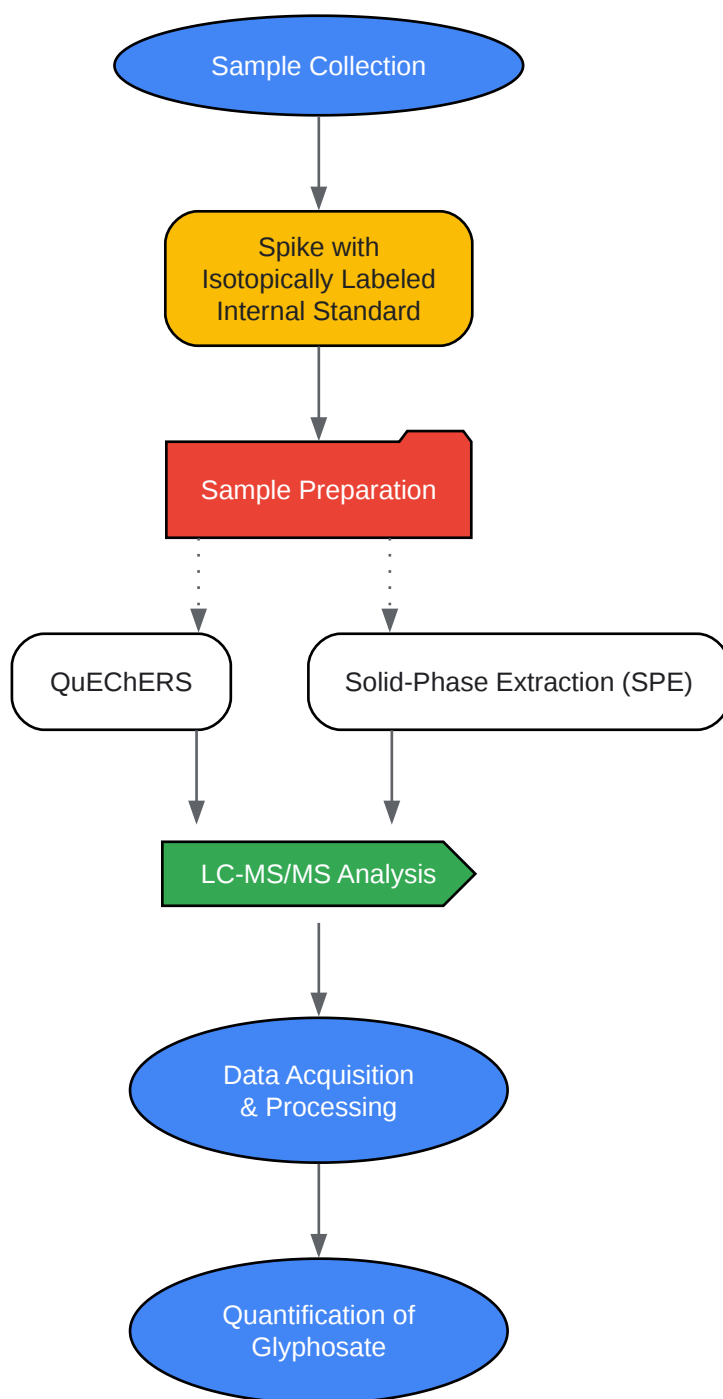 Sample Collection
Spike with
Isotopically Labeled
Internal Standard
Sample Preparation
QuEChERS
Solid-Phase Extraction (SPE)
LC-MS/MS Analysis
Data Acquisition
& Processing
Quantification of
Glyphosate